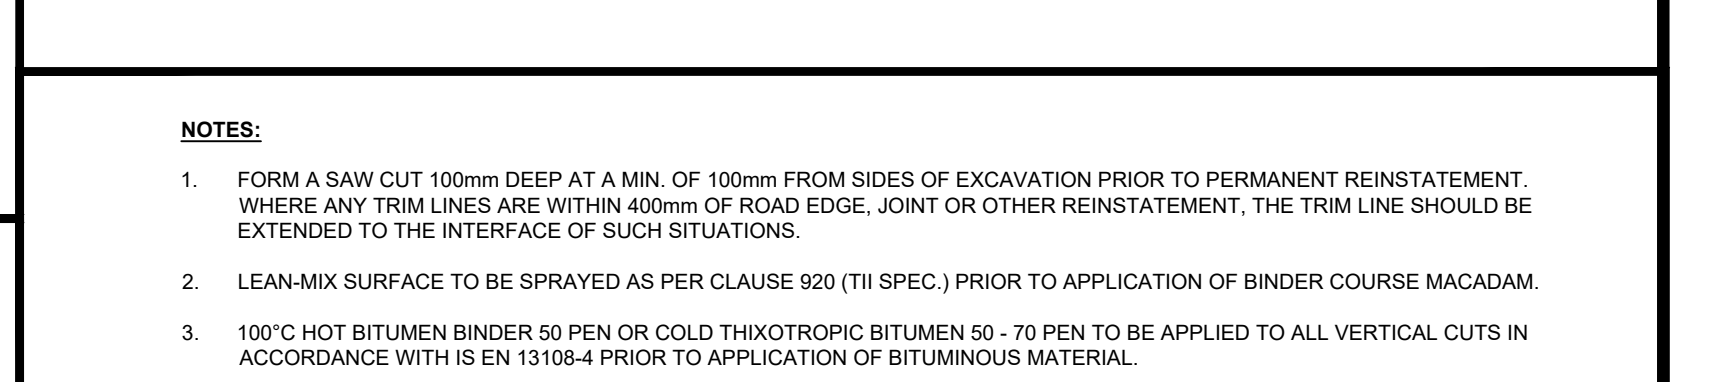 NOTES:
1. FORM A SAW CUT 100mm DEEP AT A MIN. OF 100mm FROM SIDES OF EXCAVATION PRIOR TO PERMANENT REINSTATEMENT.
WHERE ANY TRIM LINES ARE WITHIN 400mm OF ROAD EDGE, JOINT OR OTHER REINSTATEMENT, THE TRIM LINE SHOULD BE
EXTENDED TO THE INTERFACE OF SUCH SITUATIONS.
2. LEAN-MIX SURFACE TO BE SPRAYED AS PER CLAUSE 920 (TII SPEC.) PRIOR TO APPLICATION OF BINDER COURSE MACADAM.
3. 100°C HOT BITUMEN BINDER 50 PEN OR COLD THIXOTROPIC BITUMEN 50 - 70 PEN TO BE APPLIED TO ALL VERTICAL CUTS IN
ACCORDANCE WITH IS EN 13108-4 PRIOR TO APPLICATION OF BITUMINOUS MATERIAL.